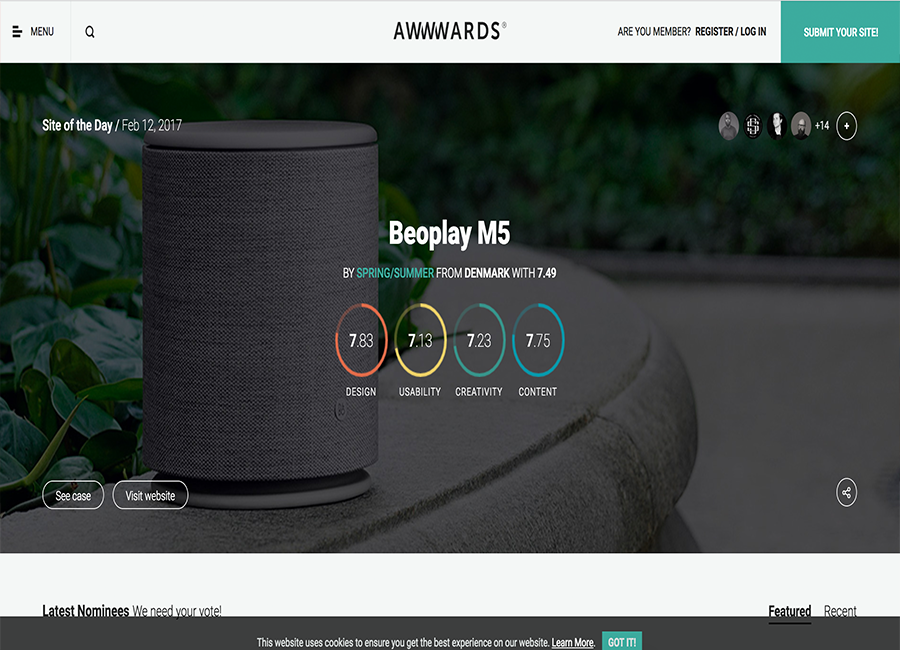 MENU
AWWWARDS®
ARE YOU MEMBER? REGISTER / LOG IN
SUBMIT YOUR SITE!
Site of the Day / Feb 12, 2017
+14
+
Beoplay M5
BY SPRING/SUMMER FROM DENMARK WITH 7.49
7.83 7.13 7.23 7.75
DESIGN USABILITY CREATIVITY CONTENT
See case Visit website
Latest Nominees We need your vote!
Featured Recent
This website uses cookies to ensure you get the best experience on our website. Learn More. GOT IT!